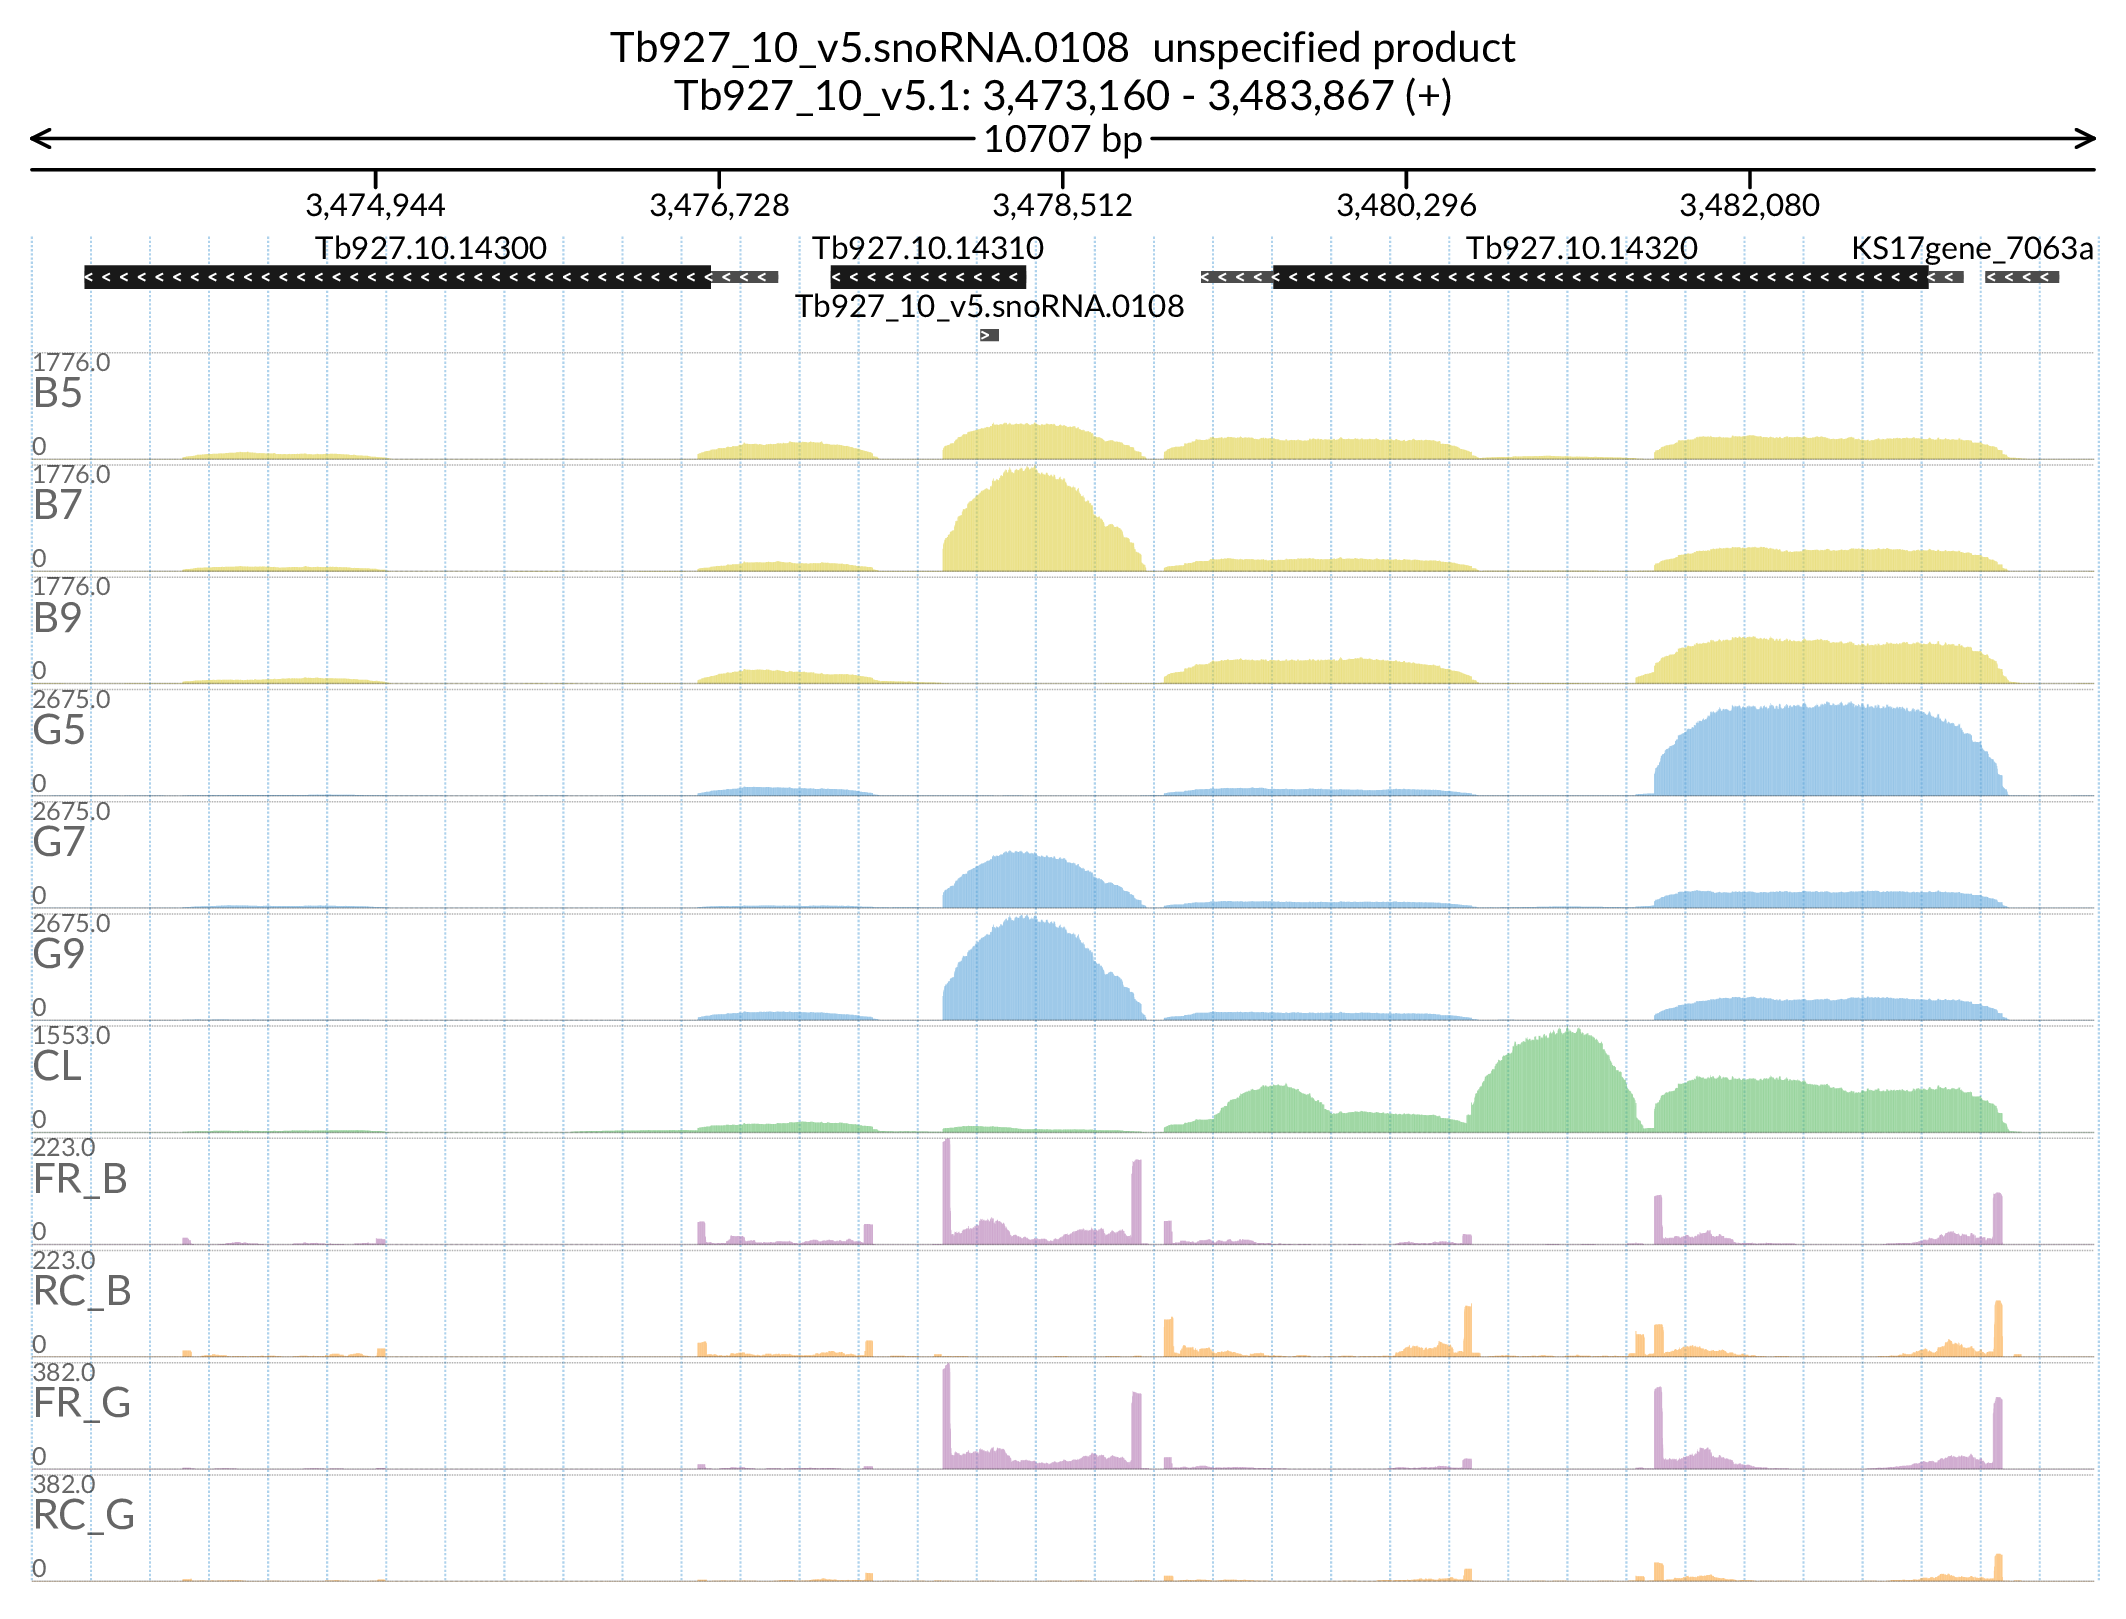 Tb927_10_v5.snoRNA.0108 unspecified product
Tb927_10_v5.1: 3,473,160 - 3,483,867 (+)
10707 bp
3,474,944 3,476,728 3,478,512 3,480,296 3,482,080
Tb927.10.14300 Tb927.10.14310 Tb927.10.14320 KS17gene_7063a
Tb927_10_v5.snoRNA.0108
1776.0
B5
0
1776.0
B7
0
1776.0
B9
0
2675.0
G5
0
2675.0
G7
0
2675.0
G9
0
1553.0
CL
0
223.0
FR_B
0
223.0
RC_B
0
382.0
FR_G
0
382.0
RC_G
0